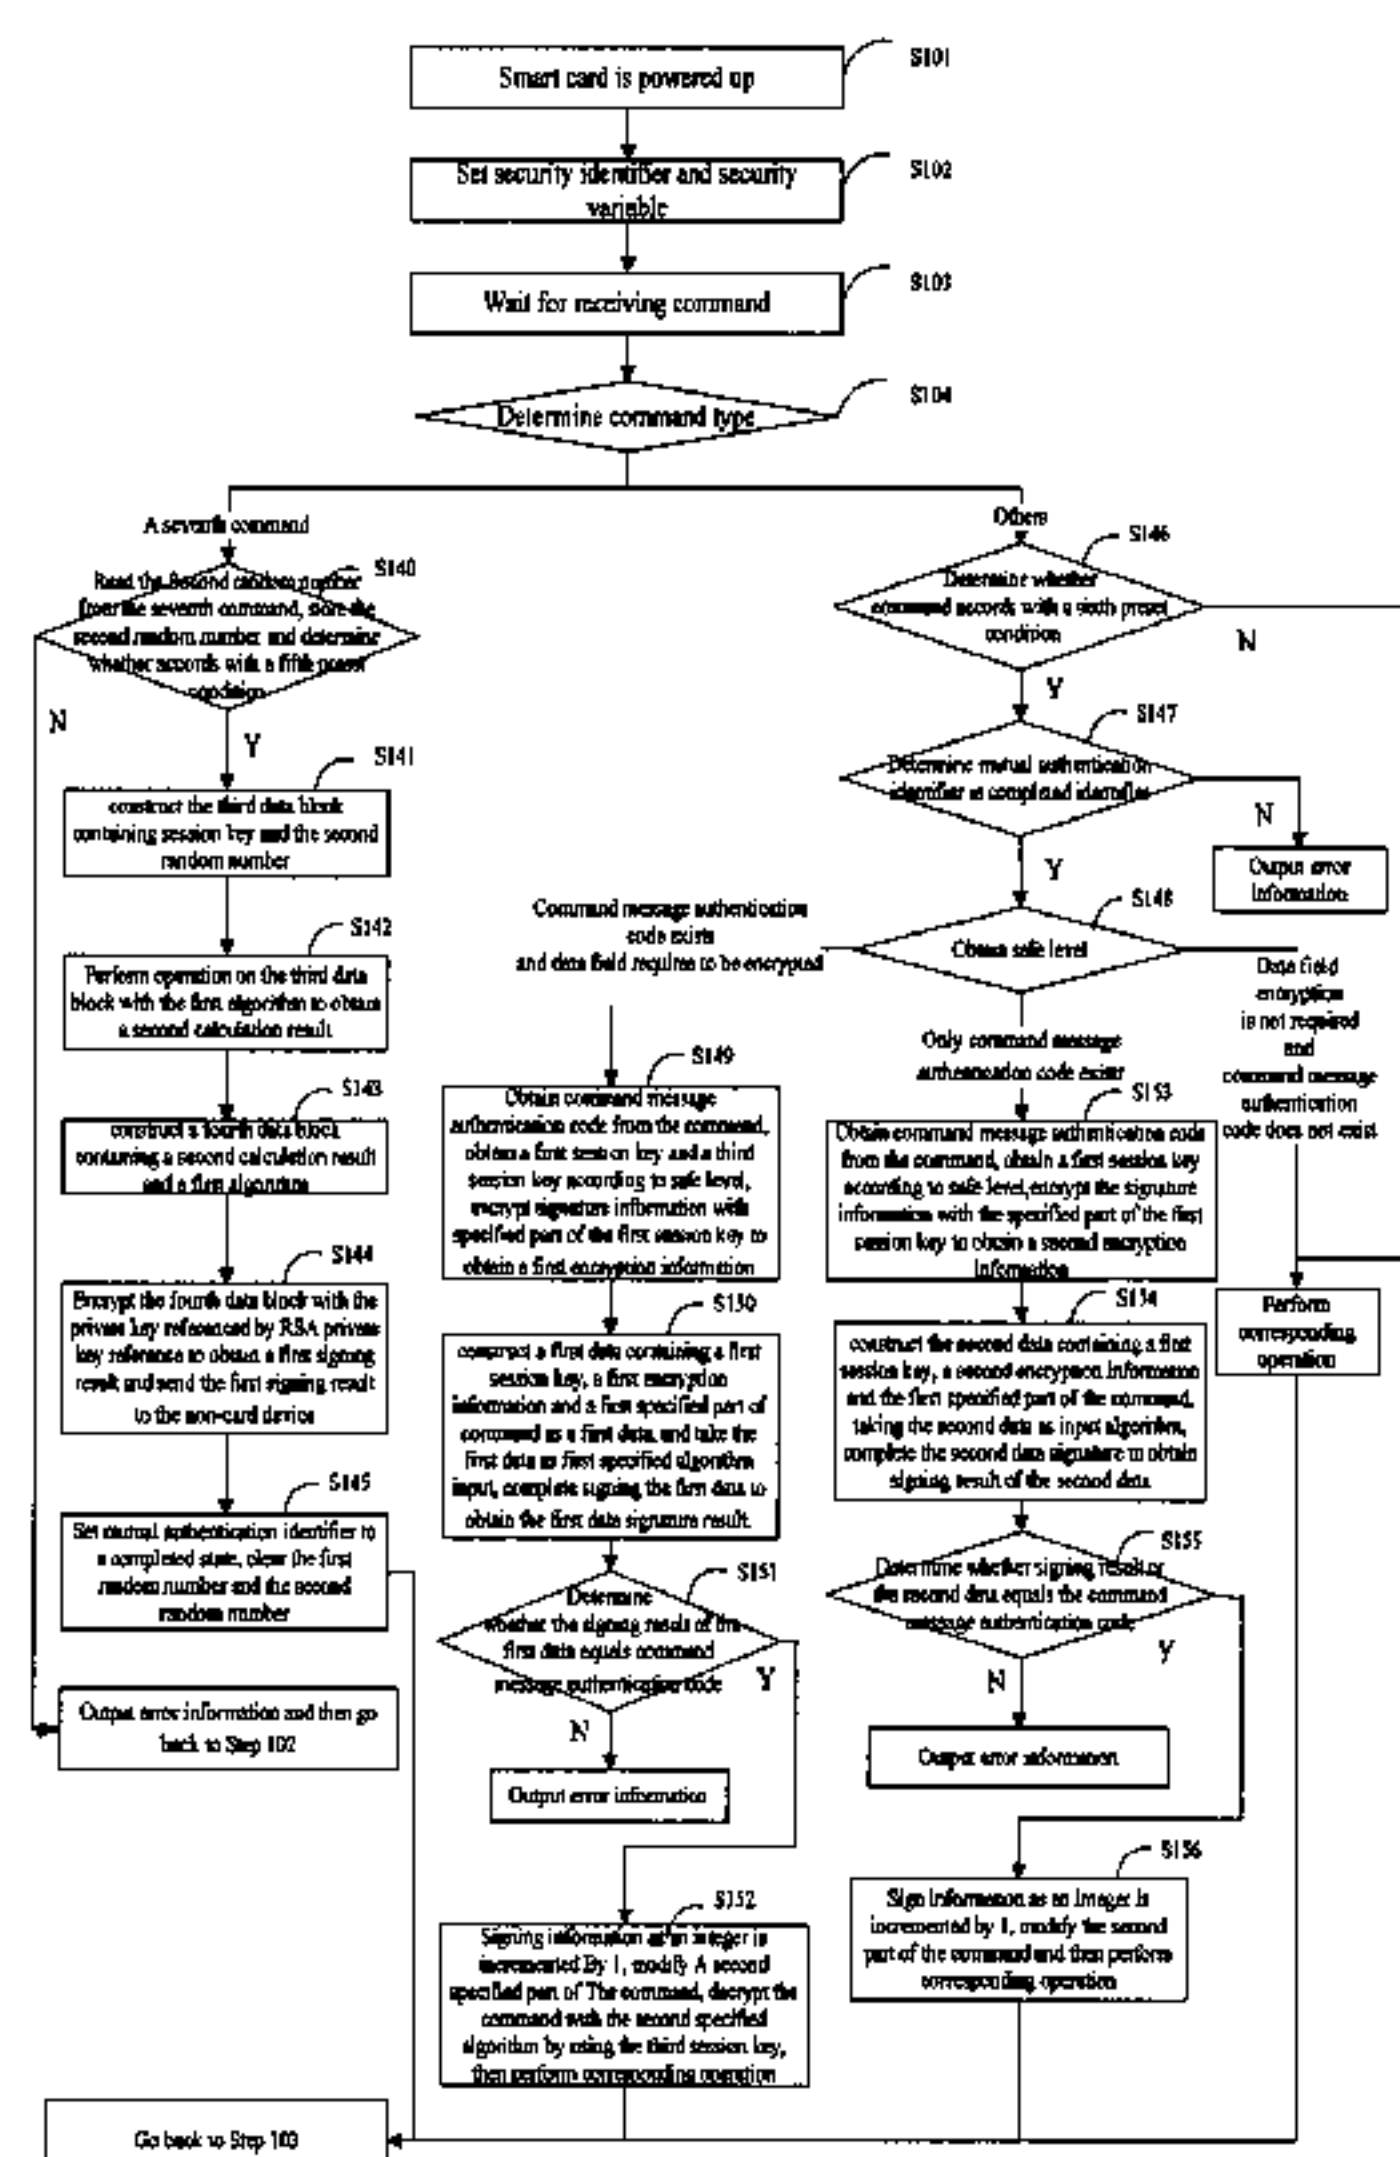 S101
Smart card is powered up
S102
Set security identifier and security
variable
S103
Wait for receiving command
S104
Determine command type
A seventh command
S140
Read the Second random number
from the seventh command, store the
second random number and determine
whether accords with a fifth preset
condition
N
Y
S141
construct the third data block
containing session key and the second
random number
S142
Perform operation on the third data
block with the first algorithm to obtain
a second calculation result
S143
construct a fourth data block
containing a second calculation result
and a first algorithm
S144
Encrypt the fourth data block with the
private key referenced by RSA private
key reference to obtain a first signing
result and send the first signing result
to the non-card device
S145
Set mutual authentication identifier to
a completed state, clear the first
random number and the second
random number
Output error information and then go
back to Step 102
Others
S146
Determine whether
command accords with a sixth preset
condition
N
Y
S147
Determine mutual authentication
identifier is completed identifier
N
Output error
Information
Y
S148
Obtain safe level
Command message authentication
code exists
and data field requires to be encrypted
Only command message
authentication code exists
Data field
encryption
is not required
and
command message
authentication
code does not exist
S149
Obtain command message
authentication code from the command,
obtain a first session key and a third
session key according to safe level,
encrypt signature information with
specified part of the first session key to
obtain a first encryption information
S150
construct a first data containing a first
session key, a first encryption
information and a first specified part of
command as a first data, and take the
first data as first specified algorithm
input, complete signing the first data to
obtain the first data signature result.
S151
Determine
whether the signing result of the
first data equals command
message authentication code
Y
N
Output error information
S152
Signing information as an integer is
incremented By 1, modify A second
specified part of The command, decrypt the
command with the second specified
algorithm by using the third session key,
then perform corresponding operation
S153
Obtain command message authentication code
from the command, obtain a first session key
according to safe level,encrypt the signature
information with the specified part of the first
session key to obtain a second encryption
Information
S154
construct the second data containing a first
session key, a second encryption Information
and the first specified part of the command,
taking the second data as input algorithm,
complete the second data signature to obtain
signing result of the second data
S155
Determine whether signing result or
the second data equals the command
message authentication code
y
N
Output error information
S156
Sign Information as an Integer is
incremented by 1, modify the second
part of the command and then perform
corresponding operation
Perform
corresponding
operation
Go back to Step 103